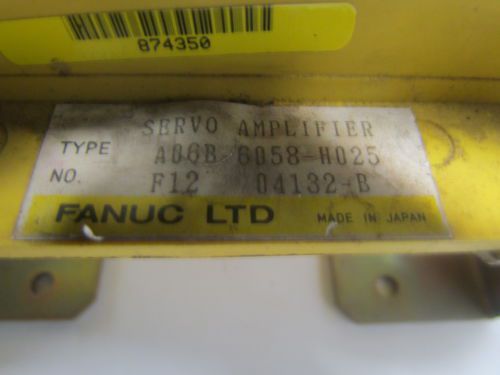 874350
SERVO AMPLIFIER
TYPE A06B-6058-H025
NO. F12 04132-B
FANUC LTD MADE IN JAPAN